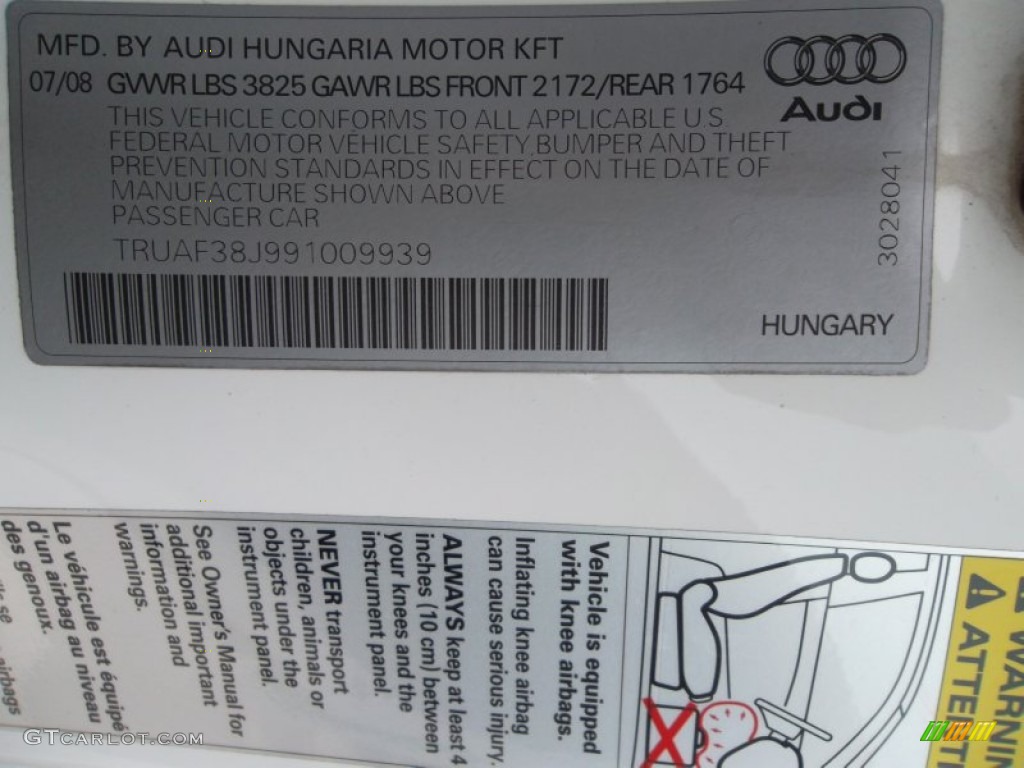 MFD. BY AUDI HUNGARIA MOTOR KFT
07/08 GVWR LBS 3825 GAWR LBS FRONT 2172/REAR 1764
Audi
THIS VEHICLE CONFORMS TO ALL APPLICABLE U.S.
FEDERAL MOTOR VEHICLE SAFETY,BUMPER AND THEFT
PREVENTION STANDARDS IN EFFECT ON THE DATE OF
MANUFACTURE SHOWN ABOVE
PASSENGER CAR
TRUAF38J991009939
3028041
HUNGARY
WARNIN
ATTENTI
Vehicle is equipped
with knee airbags.
Inflating knee airbag
can cause serious injury.
ALWAYS keep at least 4
inches (10 cm) between
your knees and the
instrument panel.
NEVER transport
children, animals or
objects under the
instrument panel.
See Owner's Manual for
additional important
information and
warnings.
Le véhicule est équipé
d'un airbag au niveau
des genoux.
se
airbags
GTcarlot.com